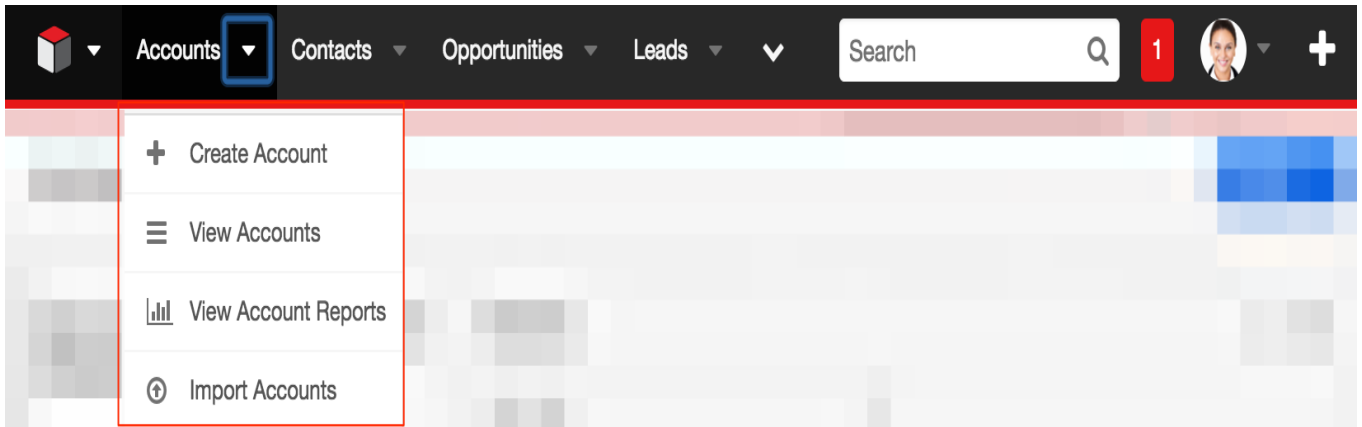 Accounts Contacts Opportunities Leads Search 1
Create Account
View Accounts
View Account Reports
Import Accounts